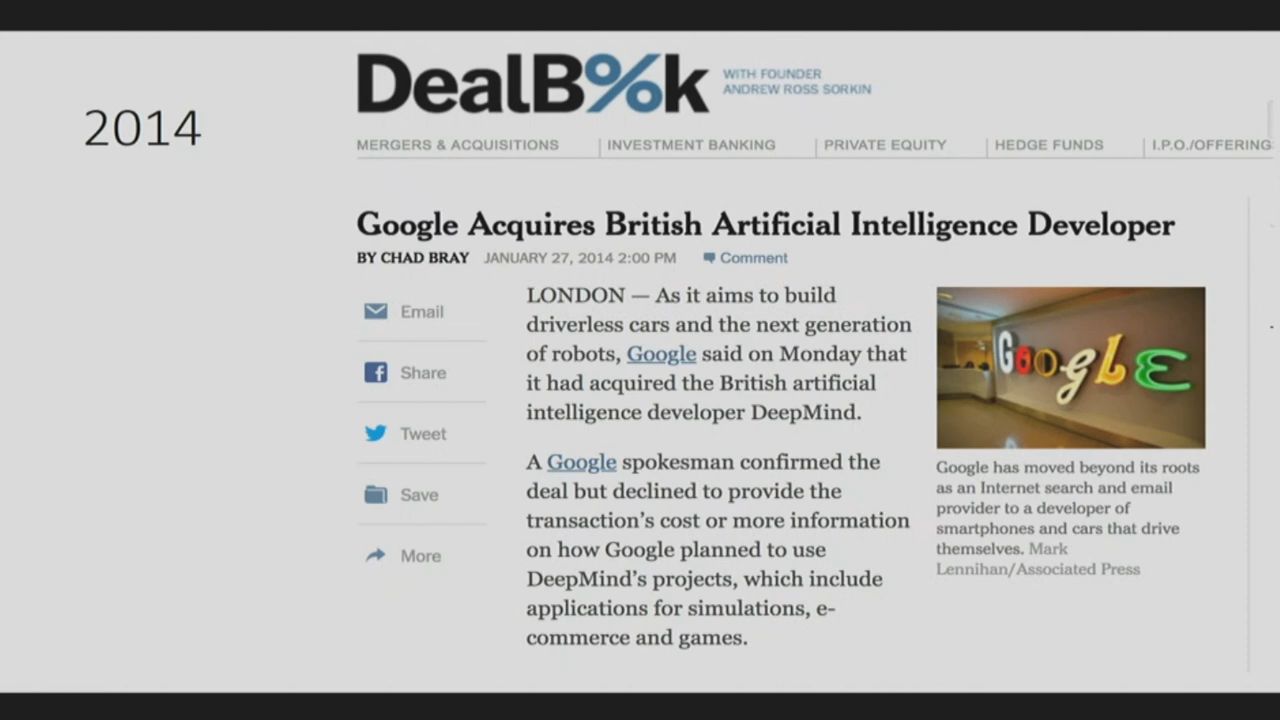 2014
DealB%k
WITH FOUNDER
ANDREW ROSS SORKIN
MERGERS & ACQUISITIONS
INVESTMENT BANKING
PRIVATE EQUITY
HEDGE FUNDS
I.P.O./OFFERING
Google Acquires British Artificial Intelligence Developer
BY CHAD BRAY JANUARY 27, 2014 2:00 PM Comment
Email
Share
Tweet
Save
More
LONDON — As it aims to build
driverless cars and the next generation
of robots, Google said on Monday that
it had acquired the British artificial
intelligence developer DeepMind.
A Google spokesman confirmed the
deal but declined to provide the
transaction's cost or more information
on how Google planned to use
DeepMind's projects, which include
applications for simulations, e-
commerce and games.
GOOGLE
Google has moved beyond its roots
as an Internet search and email
provider to a developer of
smartphones and cars that drive
themselves. Mark
Lennihan/Associated Press